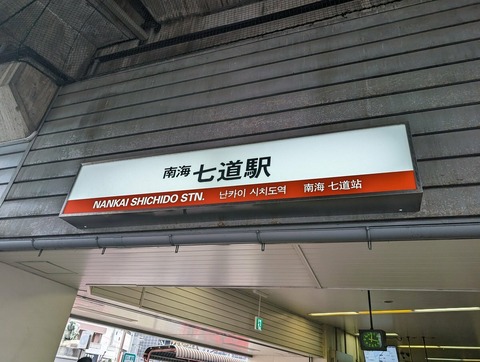 南海 七道駅
NANKAI SHICHIDO STN. 난카이 시치도역 南海 七道站